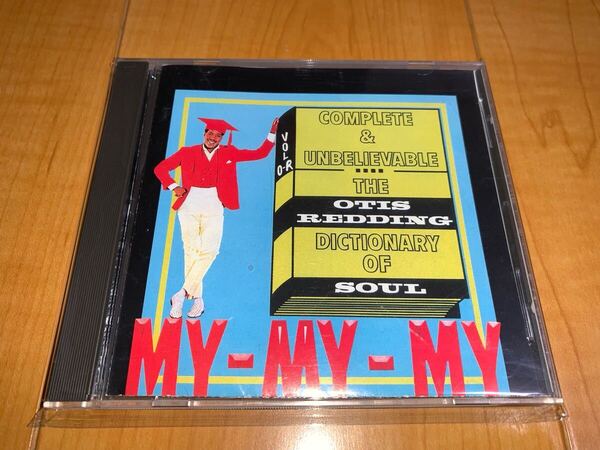 VOL
O-R
COMPLETE
&
UNBELIEVABLE
THE
OTIS
REDDING
DICTIONARY
OF
SOUL
MY-MY-MY